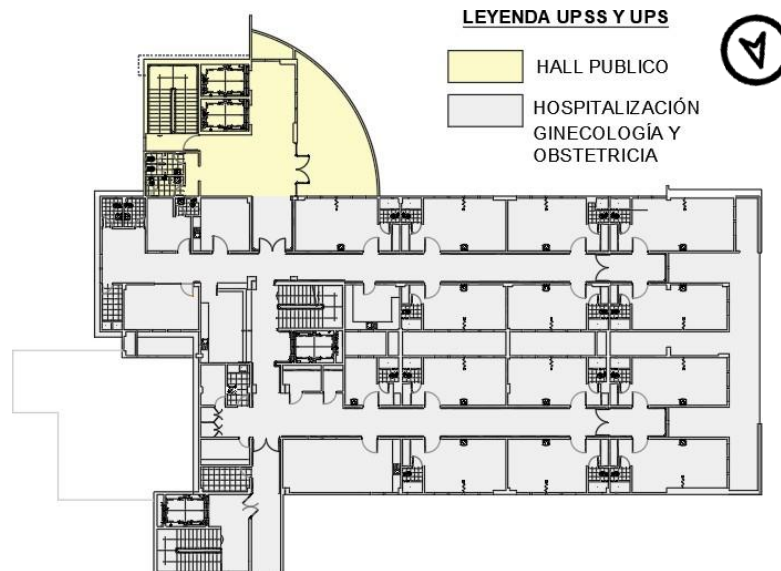 LEYENDA UPSS Y UPS
HALL PUBLICO
HOSPITALIZACIÓN
GINECOLOGÍA Y
OBSTETRICIA